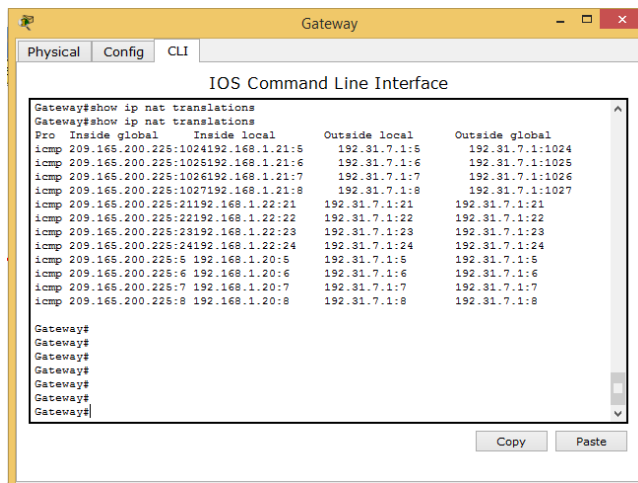 Gateway
Physical Config CLI
IOS Command Line Interface
Gateway#show ip nat translations
Gateway#show ip nat translations
Pro Inside global Inside local Outside local Outside global
icmp 209.165.200.225:1024192.168.1.21:5 192.31.7.1:5 192.31.7.1:1024
icmp 209.165.200.225:1025192.168.1.21:6 192.31.7.1:6 192.31.7.1:1025
icmp 209.165.200.225:1026192.168.1.21:7 192.31.7.1:7 192.31.7.1:1026
icmp 209.165.200.225:1027192.168.1.21:8 192.31.7.1:8 192.31.7.1:1027
icmp 209.165.200.225:21192.168.1.22:21 192.31.7.1:21 192.31.7.1:21
icmp 209.165.200.225:22192.168.1.22:22 192.31.7.1:22 192.31.7.1:22
icmp 209.165.200.225:23192.168.1.22:23 192.31.7.1:23 192.31.7.1:23
icmp 209.165.200.225:24192.168.1.22:24 192.31.7.1:24 192.31.7.1:24
icmp 209.165.200.225:5 192.168.1.20:5 192.31.7.1:5 192.31.7.1:5
icmp 209.165.200.225:6 192.168.1.20:6 192.31.7.1:6 192.31.7.1:6
icmp 209.165.200.225:7 192.168.1.20:7 192.31.7.1:7 192.31.7.1:7
icmp 209.165.200.225:8 192.168.1.20:8 192.31.7.1:8 192.31.7.1:8
Gateway#
Gateway#
Gateway#
Gateway#
Gateway#
Gateway#
Gateway#
Copy Paste